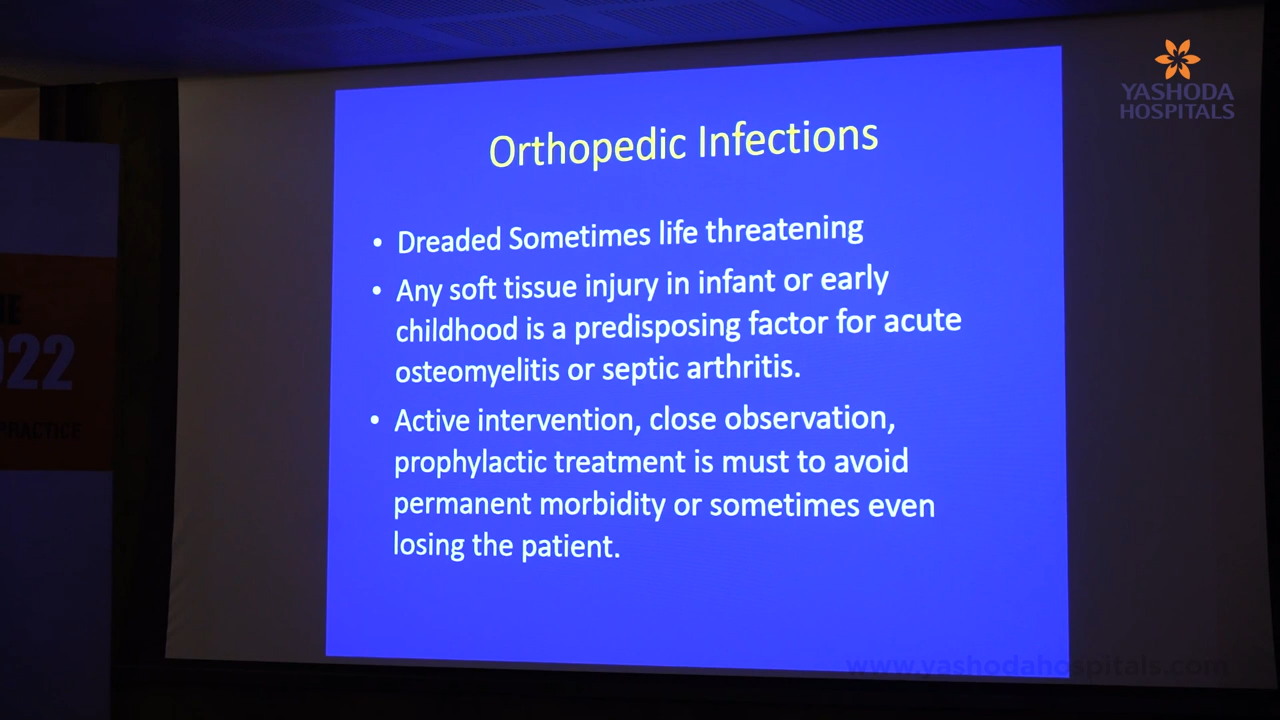 YASHODA
HOSPITALS
Orthopedic Infections
• Dreaded Sometimes life threatening
• Any soft tissue injury in infant or early
childhood is a predisposing factor for acute
osteomyelitis or septic arthritis.
• Active intervention, close observation,
prophylactic treatment is must to avoid
permanent morbidity or sometimes even
losing the patient.
022
PRACTICE
www.yashodahospitals.com